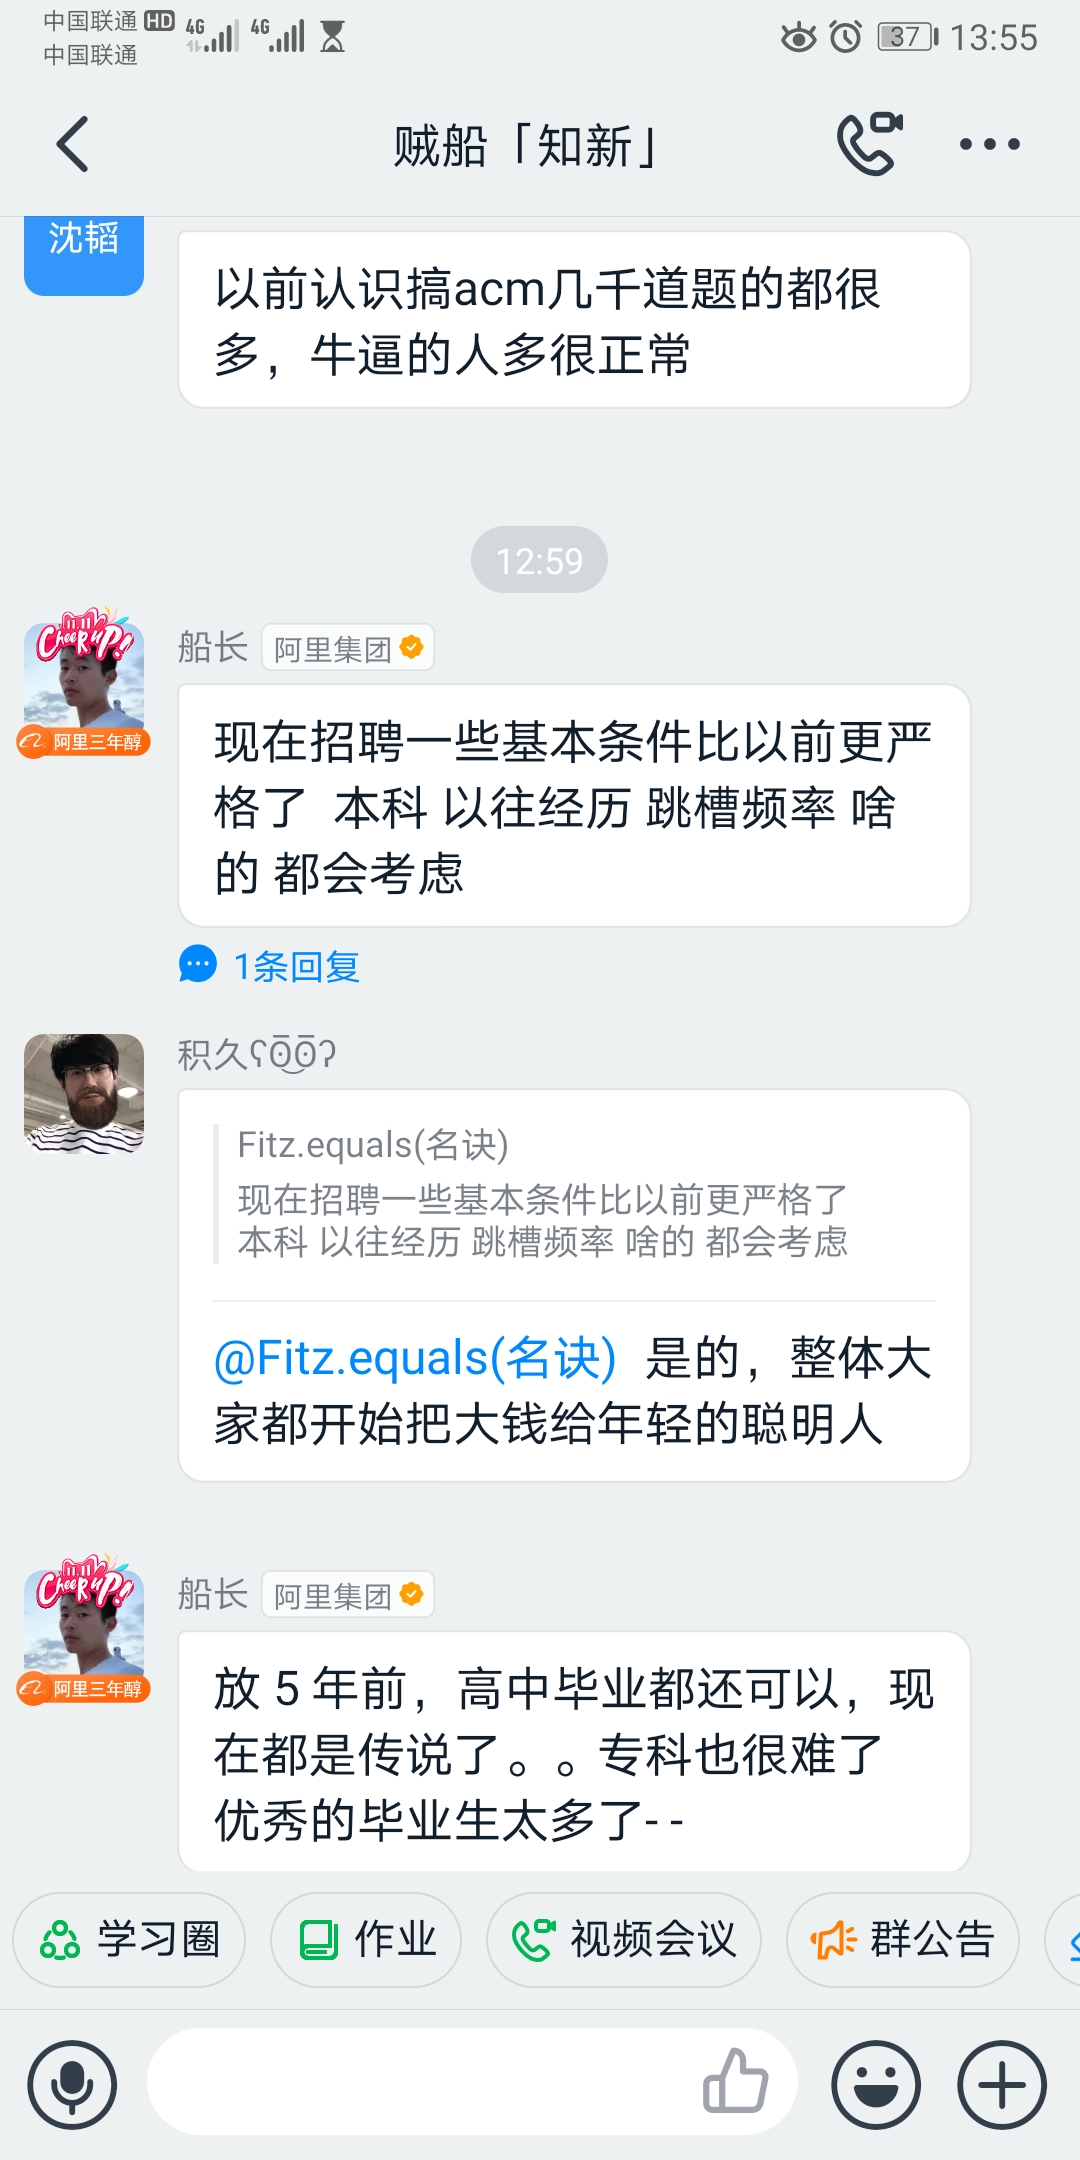 中国联通 HD 4G 4G 37 13:55
中国联通
贼船「知新」
沈韬
以前认识搞acm几千道题的都很
多，牛逼的人多很正常
12:59
Cheer up!
阿里三年醇
船长 阿里集团
现在招聘一些基本条件比以前更严
格了 本科 以往经历 跳槽频率 啥
的 都会考虑
1条回复
积久ʕ⊙̅͜⊙̅ʔ
Fitz.equals(名诀)
现在招聘一些基本条件比以前更严格了
本科 以往经历 跳槽频率 啥的 都会考虑
@Fitz.equals(名诀) 是的，整体大
家都开始把大钱给年轻的聪明人
Cheer up!
阿里三年醇
船长 阿里集团
放 5 年前，高中毕业都还可以，现
在都是传说了。。专科也很难了
优秀的毕业生太多了- -
学习圈 作业 视频会议 群公告